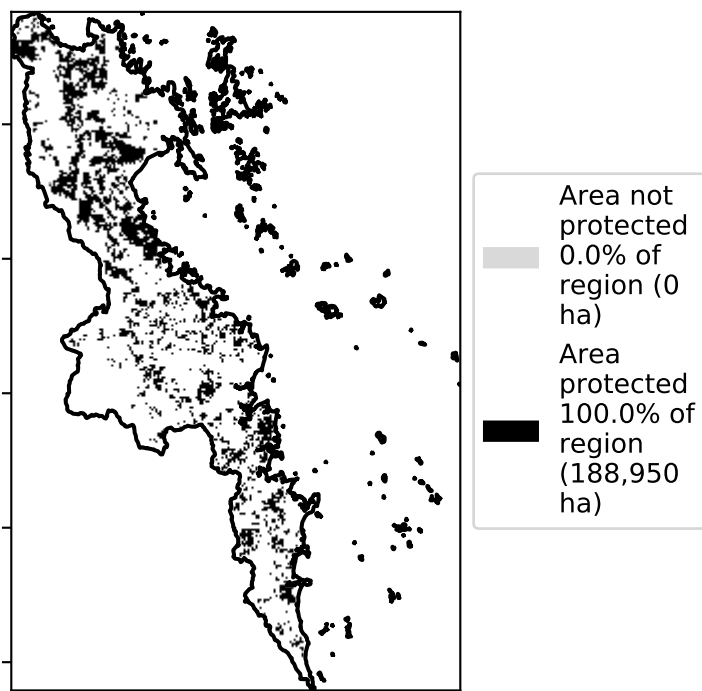 Area not
protected
0.0% of
region (0
ha)
Area
protected
100.0% of
region
(188,950
ha)